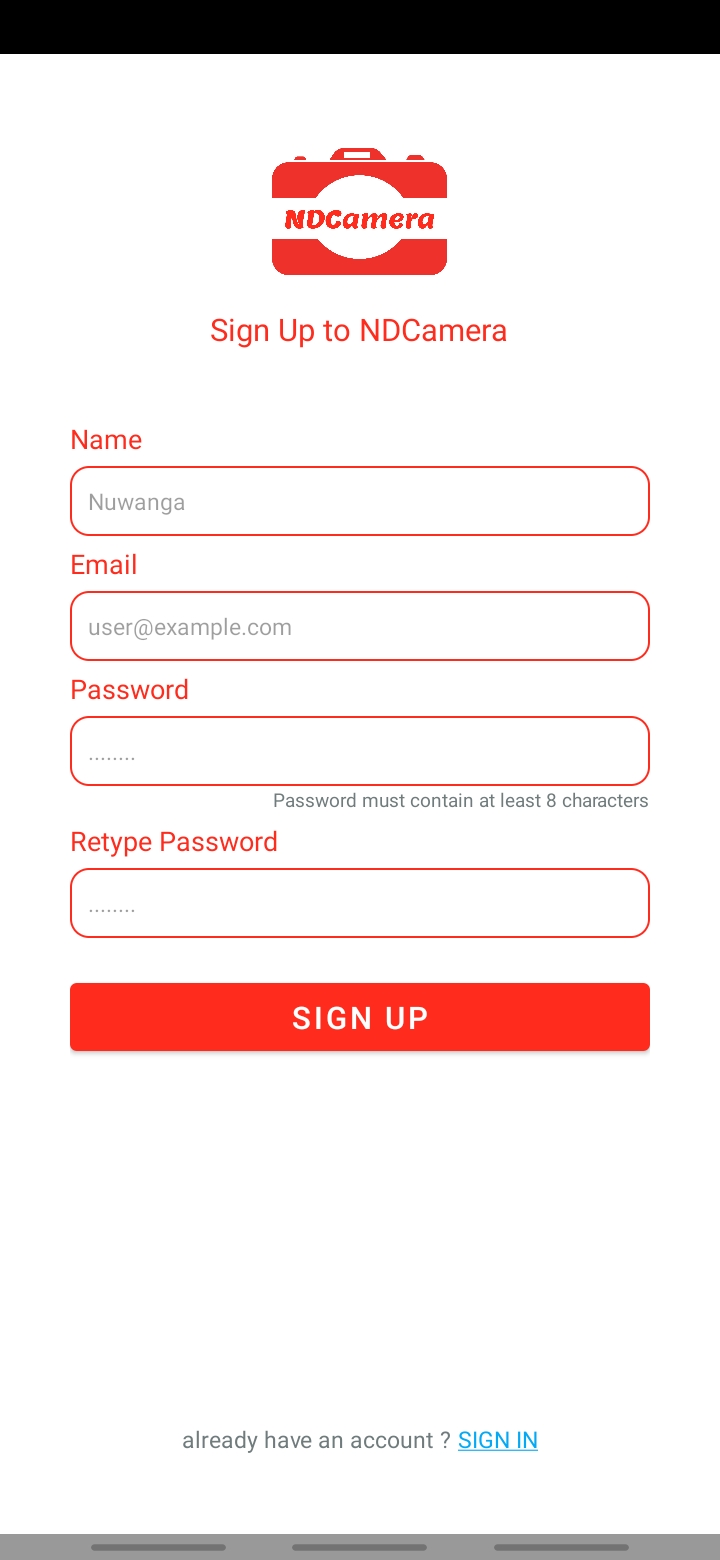 NDCamera
Sign Up to NDCamera
Name
Nuwanga
Email
user@example.com
Password
........
Password must contain at least 8 characters
Retype Password
........
SIGN UP
already have an account ? SIGN IN